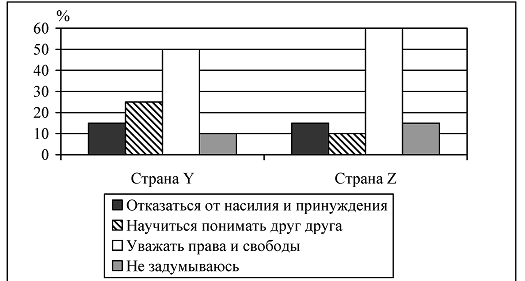 %
60
50
40
30
20
10
0
Страна Y Страна Z
Отказаться от насилия и принуждения
Научиться понимать друг друга
Уважать права и свободы
Не задумываюсь